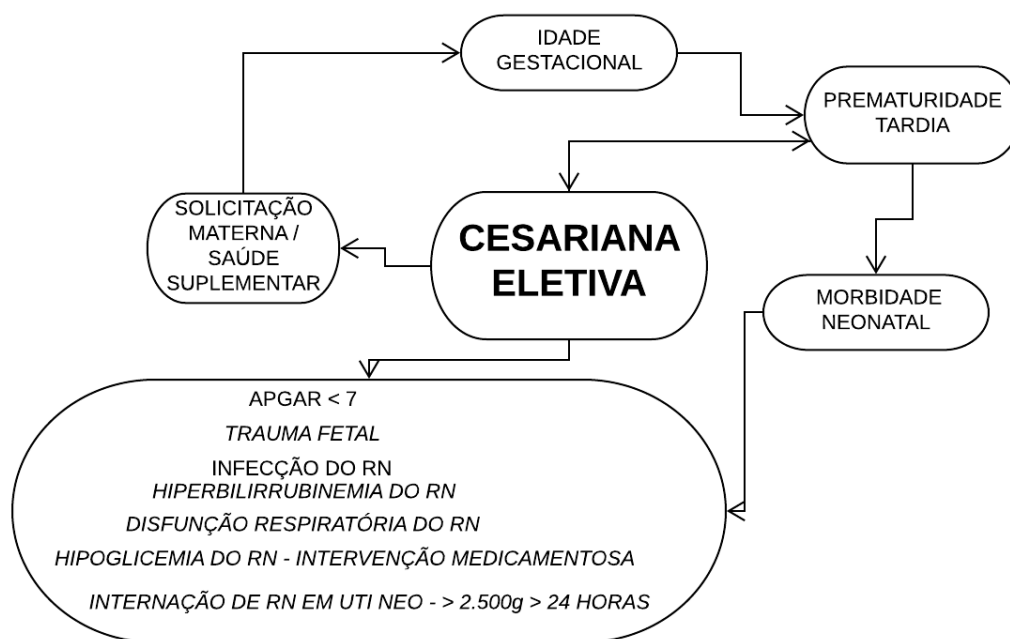 IDADE
GESTACIONAL
PREMATURIDADE
TARDIA
SOLICITAÇÃO
MATERNA /
SAÚDE
SUPLEMENTAR
CESARIANA
ELETIVA
MORBIDADE
NEONATAL
APGAR < 7
TRAUMA FETAL
INFECÇÃO DO RN
HIPERBILIRRUBINEMIA DO RN
DISFUNÇÃO RESPIRATÓRIA DO RN
HIPOGLICEMIA DO RN - INTERVENÇÃO MEDICAMENTOSA
INTERNAÇÃO DE RN EM UTI NEO - > 2.500g > 24 HORAS